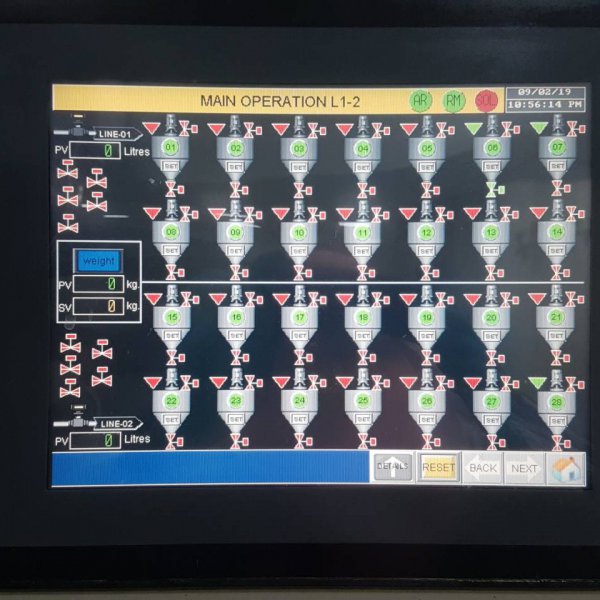 MAIN OPERATION L1-2 AR RM SOL 09/02/19
10:56:14 PM
LINE-01
PV 0 Litres
01 02 03 04 05 06 07
SET SET SET SET SET SET SET
08 09 10 11 12 13 14
SET SET SET SET SET SET SET
weight
PV 0 kg.
SV 0 kg.
15 16 17 18 19 20 21
SET SET SET SET SET SET SET
22 23 24 25 26 27 28
SET SET SET SET SET SET SET
LINE-02
PV 0 Litres
DETAILS RESET BACK NEXT